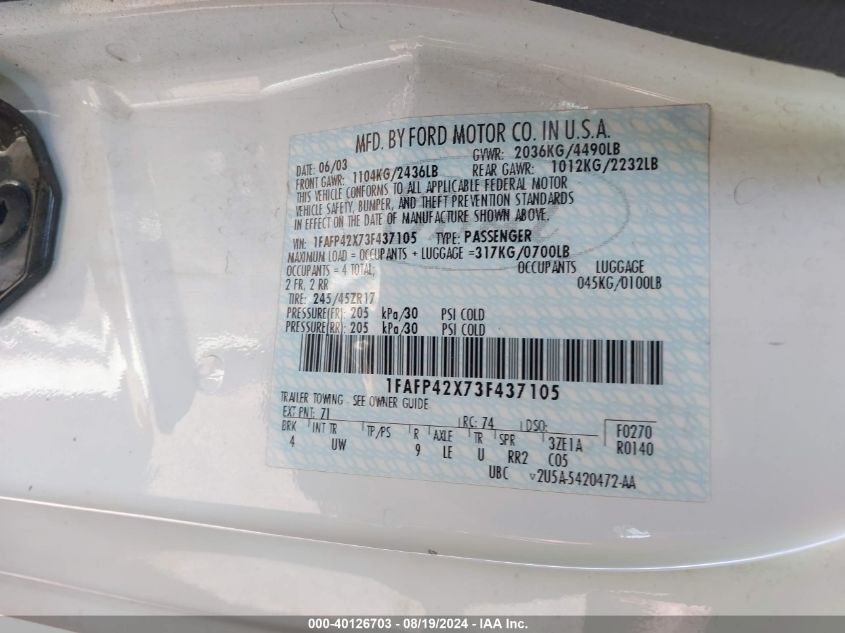 MFD. BY FORD MOTOR CO. IN U.S.A.
DATE: 06/03 GVWR: 2036KG/4490LB
FRONT GAWR: 1104KG/2436LB REAR GAWR: 1012KG/2232LB
THIS VEHICLE CONFORMS TO ALL APPLICABLE FEDERAL MOTOR
VEHICLE SAFETY, BUMPER, AND THEFT PREVENTION STANDARDS
IN EFFECT ON THE DATE OF MANUFACTURE SHOWN ABOVE.
VIN: 1FAFP42X73F437105 TYPE: PASSENGER
MAXIMUM LOAD = OCCUPANTS + LUGGAGE =317KG/0700LB
OCCUPANTS = 4 TOTAL, OCCUPANTS LUGGAGE
2 FR, 2 RR 045KG/0100LB
TIRE: 245/45ZR17
PRESSURE(FR): 205 kPa/30 PSI COLD
PRESSURE(RR): 205 kPa/30 PSI COLD
1FAFP42X73F437105
TRAILER TOWING - SEE OWNER GUIDE
EXT PNT: 71 RC: 74 DSO: F0270
BRK INT TR TP/PS R AXLE TR SPR 3ZE1A R0140
4 UW 9 LE U RR2 C05
UBC v2U5A-5420472-AA
000-40126703 - 08/19/2024 - IAA Inc.